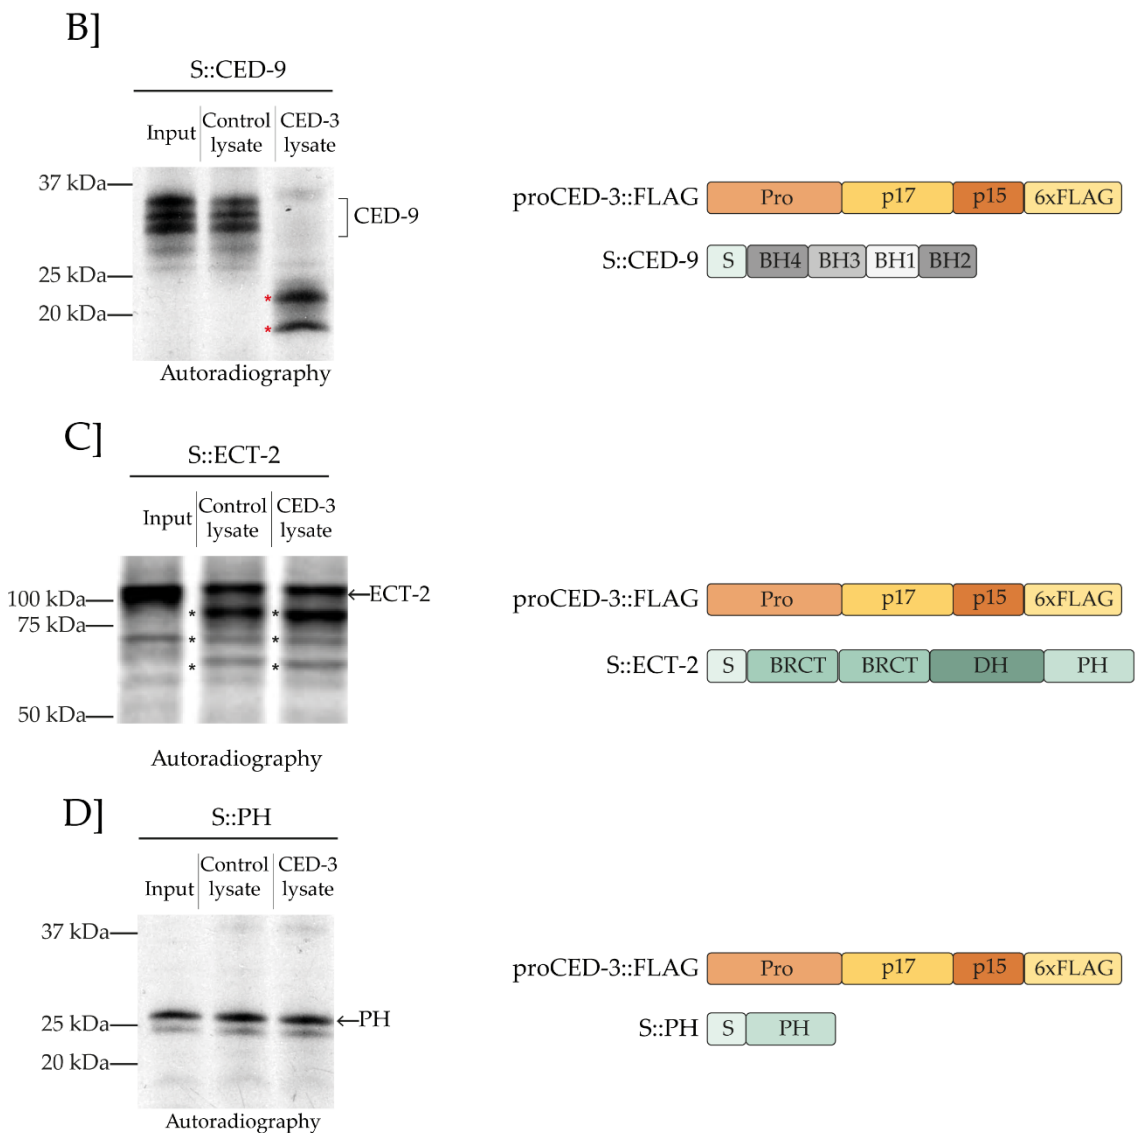 B]
S::CED-9
Input
Control lysate
CED-3 lysate
37 kDa
25 kDa
20 kDa
CED-9
*
*
Autoradiography
proCED-3::FLAG
Pro
p17
p15
6xFLAG
S::CED-9
S
BH4
BH3
BH1
BH2
C]
S::ECT-2
Input
Control lysate
CED-3 lysate
100 kDa
75 kDa
50 kDa
←ECT-2
* *
* *
* *
Autoradiography
proCED-3::FLAG
Pro
p17
p15
6xFLAG
S::ECT-2
S
BRCT
BRCT
DH
PH
D]
S::PH
Input
Control lysate
CED-3 lysate
37 kDa
25 kDa
20 kDa
←PH
Autoradiography
proCED-3::FLAG
Pro
p17
p15
6xFLAG
S::PH
S
PH